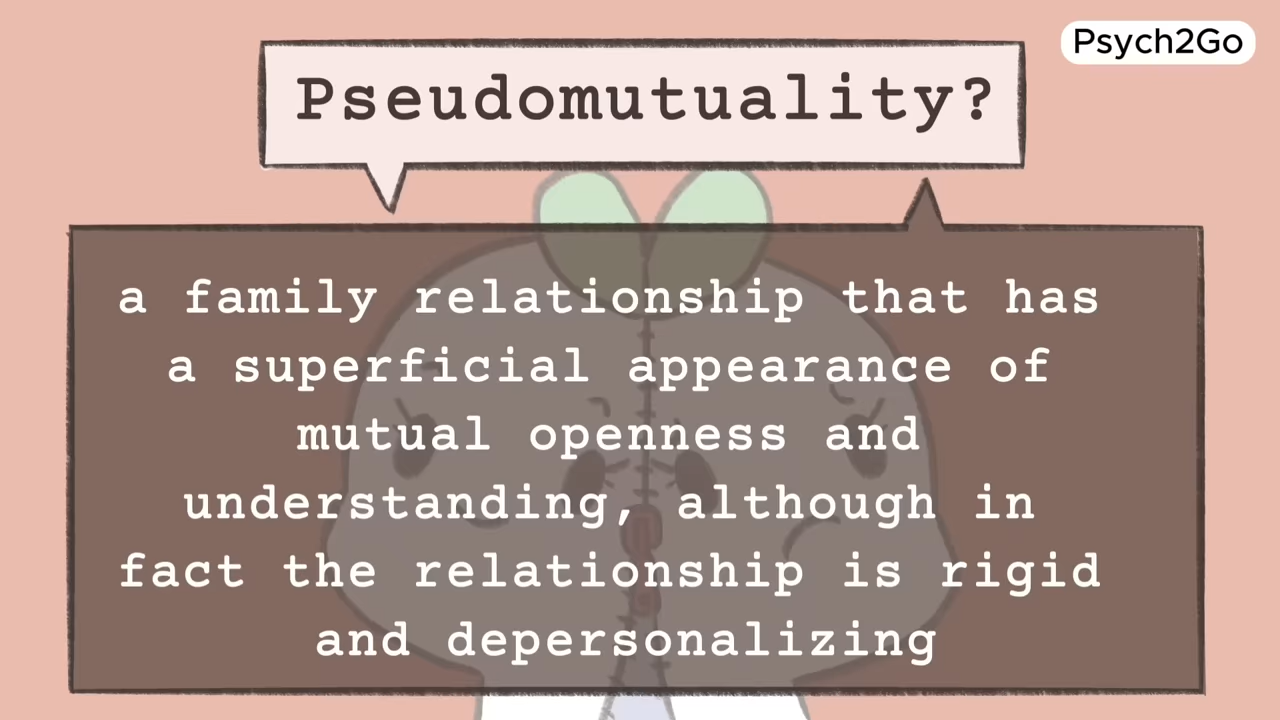 Psych2Go
Pseudomutuality?
a family relationship that has
a superficial appearance of
mutual openness and
understanding, although in
fact the relationship is rigid
and depersonalizing